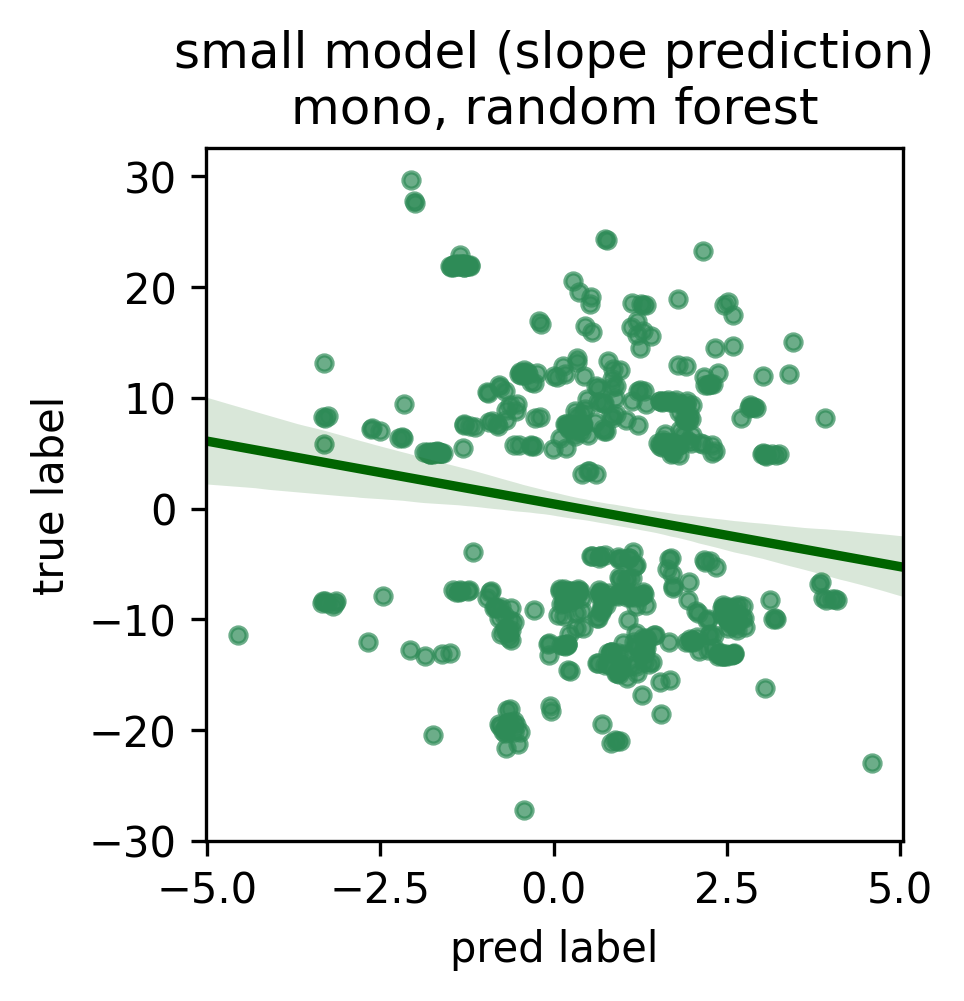 small model (slope prediction)
mono, random forest
30
20
10
0
−10
−20
−30
true label
−5.0 −2.5 0.0 2.5 5.0
pred label